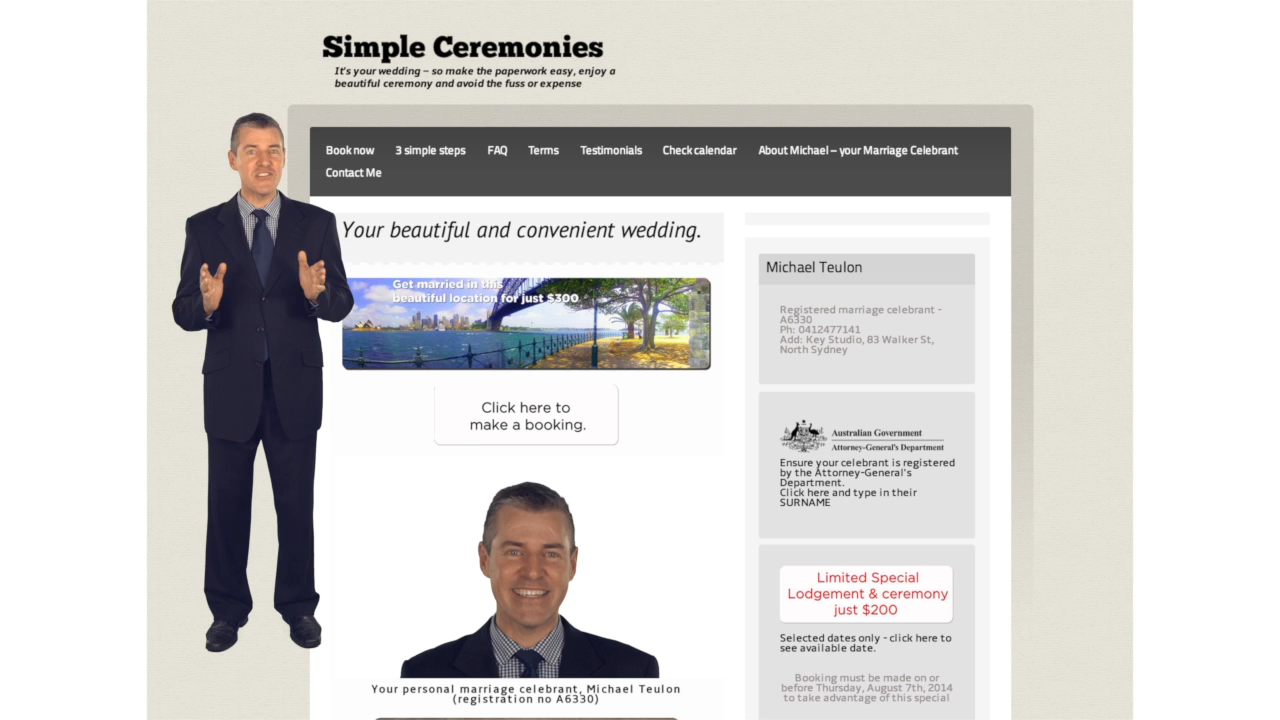 Simple Ceremonies
It's your wedding – so make the paperwork easy, enjoy a
beautiful ceremony and avoid the fuss or expense
Book now 3 simple steps FAQ Terms Testimonials Check calendar About Michael – your Marriage Celebrant
Contact Me
Your beautiful and convenient wedding.
Get married in this
beautiful location for just $300
Click here to
make a booking.
Your personal marriage celebrant, Michael Teulon
(registration no A6330)
Michael Teulon
Registered marriage celebrant -
A6330
Ph: 0412477141
Add: Key Studio, 83 Walker St,
North Sydney
Australian Government
Attorney-General's Department
Ensure your celebrant is registered
by the Attorney-General's
Department.
Click here and type in their
SURNAME
Limited Special
Lodgement & ceremony
just $200
Selected dates only - click here to
see available date.
Booking must be made on or
before Thursday, August 7th, 2014
to take advantage of this special